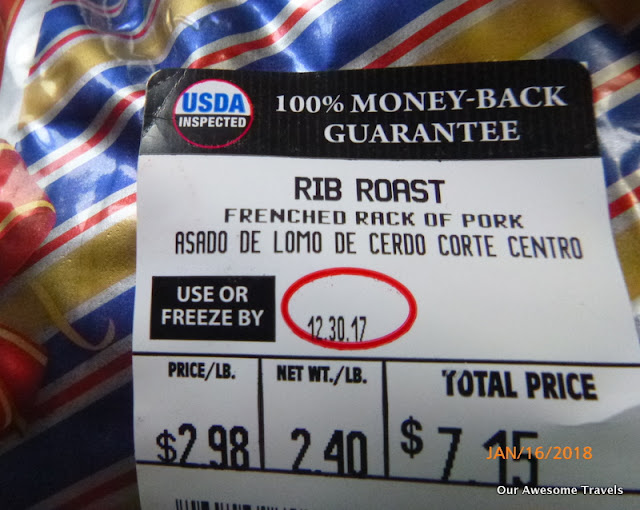 USDA
INSPECTED
100% MONEY-BACK
GUARANTEE
RIB ROAST
FRENCHED RACK OF PORK
ASADO DE LOMO DE CERDO CORTE CENTRO
USE OR
FREEZE BY
12.30.17
PRICE/LB.
NET WT./LB.
TOTAL PRICE
$2.98
2.40
$7.15
JAN/16/2018
Our Awesome Travels